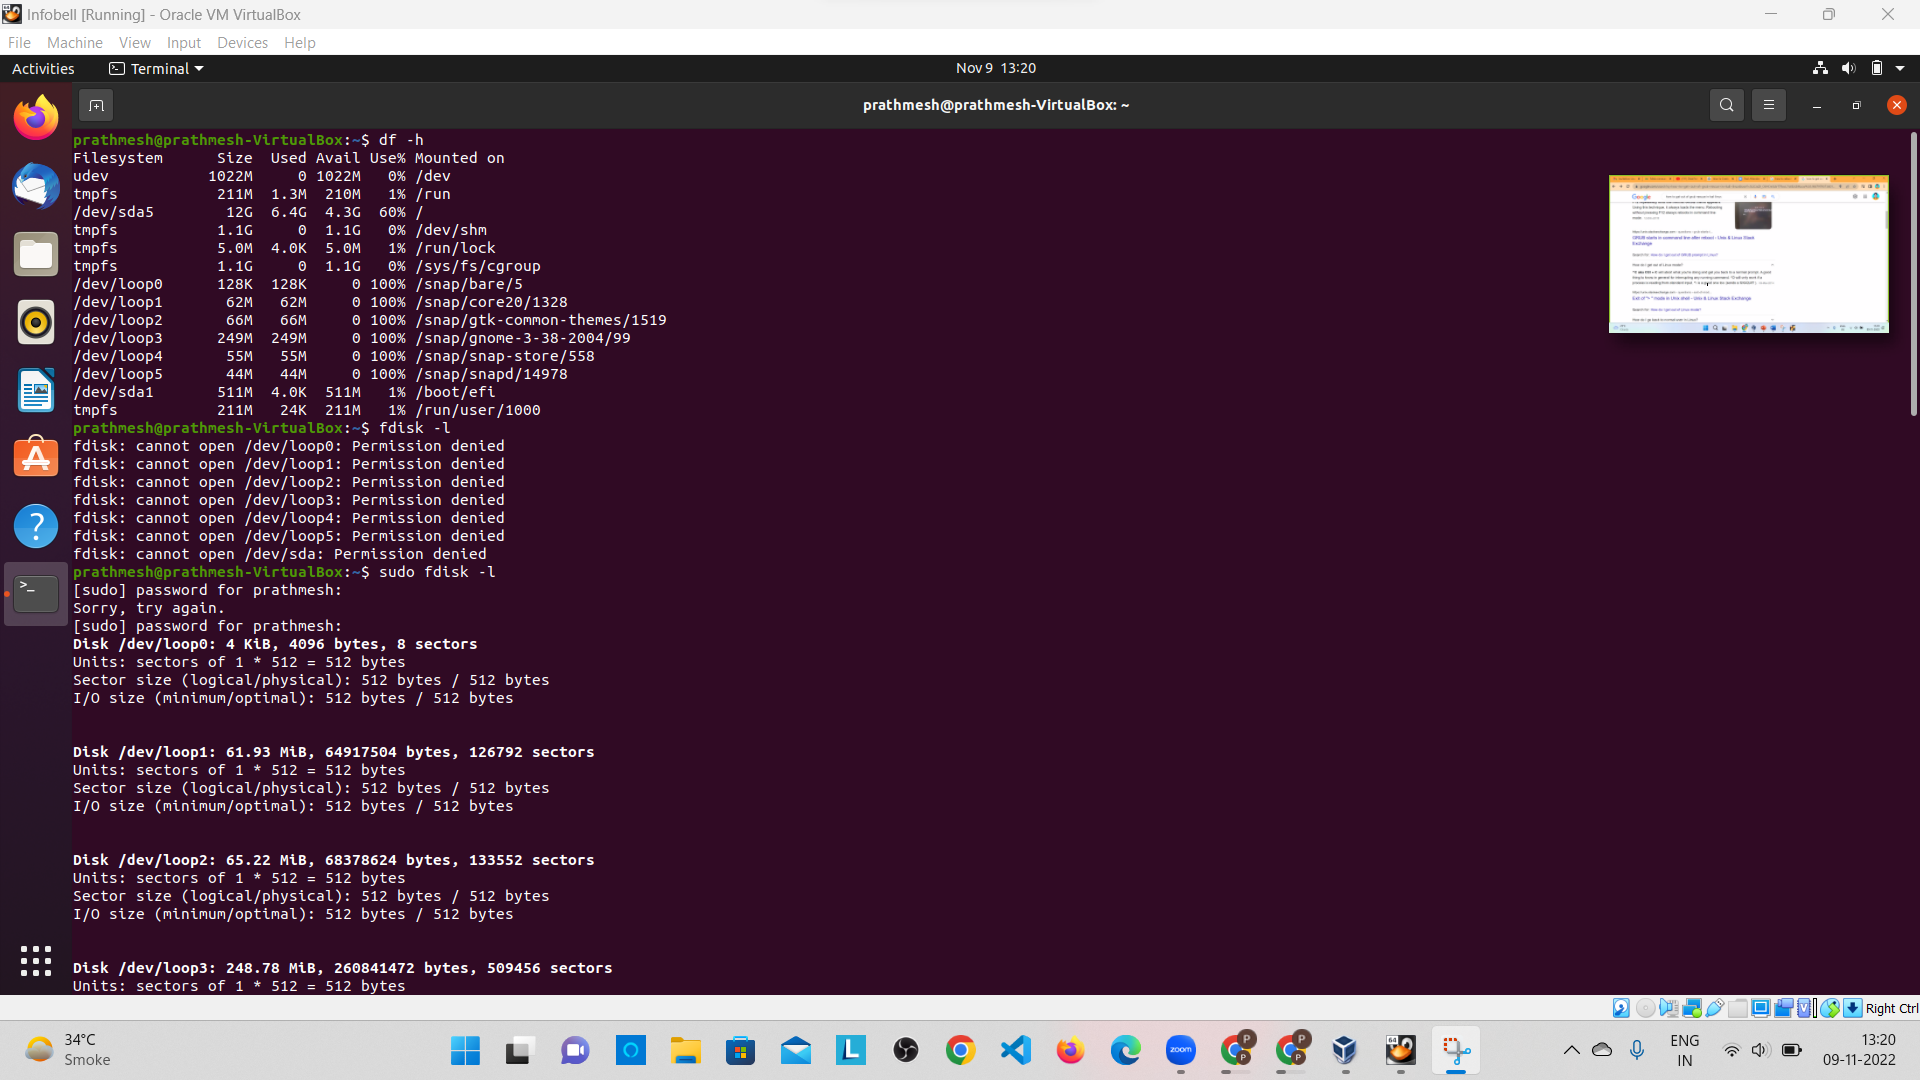 Infobell [Running] - Oracle VM VirtualBox
File Machine View Input Devices Help
Activities Terminal Nov 9 13:20
prathmesh@prathmesh-VirtualBox: ~
prathmesh@prathmesh-VirtualBox:~$ df -h
Filesystem Size Used Avail Use% Mounted on
udev 1022M 0 1022M 0% /dev
tmpfs 211M 1.3M 210M 1% /run
/dev/sda5 12G 6.4G 4.3G 60% /
tmpfs 1.1G 0 1.1G 0% /dev/shm
tmpfs 5.0M 4.0K 5.0M 1% /run/lock
tmpfs 1.1G 0 1.1G 0% /sys/fs/cgroup
/dev/loop0 128K 128K 0 100% /snap/bare/5
/dev/loop1 62M 62M 0 100% /snap/core20/1328
/dev/loop2 66M 66M 0 100% /snap/gtk-common-themes/1519
/dev/loop3 249M 249M 0 100% /snap/gnome-3-38-2004/99
/dev/loop4 55M 55M 0 100% /snap/snap-store/558
/dev/loop5 44M 44M 0 100% /snap/snapd/14978
/dev/sda1 511M 4.0K 511M 1% /boot/efi
tmpfs 211M 24K 211M 1% /run/user/1000
prathmesh@prathmesh-VirtualBox:~$ fdisk -l
fdisk: cannot open /dev/loop0: Permission denied
fdisk: cannot open /dev/loop1: Permission denied
fdisk: cannot open /dev/loop2: Permission denied
fdisk: cannot open /dev/loop3: Permission denied
fdisk: cannot open /dev/loop4: Permission denied
fdisk: cannot open /dev/loop5: Permission denied
fdisk: cannot open /dev/sda: Permission denied
prathmesh@prathmesh-VirtualBox:~$ sudo fdisk -l
[sudo] password for prathmesh:
Sorry, try again.
[sudo] password for prathmesh:
Disk /dev/loop0: 4 KiB, 4096 bytes, 8 sectors
Units: sectors of 1 * 512 = 512 bytes
Sector size (logical/physical): 512 bytes / 512 bytes
I/O size (minimum/optimal): 512 bytes / 512 bytes
Disk /dev/loop1: 61.93 MiB, 64917504 bytes, 126792 sectors
Units: sectors of 1 * 512 = 512 bytes
Sector size (logical/physical): 512 bytes / 512 bytes
I/O size (minimum/optimal): 512 bytes / 512 bytes
Disk /dev/loop2: 65.22 MiB, 68378624 bytes, 133552 sectors
Units: sectors of 1 * 512 = 512 bytes
Sector size (logical/physical): 512 bytes / 512 bytes
I/O size (minimum/optimal): 512 bytes / 512 bytes
Disk /dev/loop3: 248.78 MiB, 260841472 bytes, 509456 sectors
Units: sectors of 1 * 512 = 512 bytes
Right Ctrl
34°C
Smoke
zoom
ENG
IN
13:20
09-11-2022